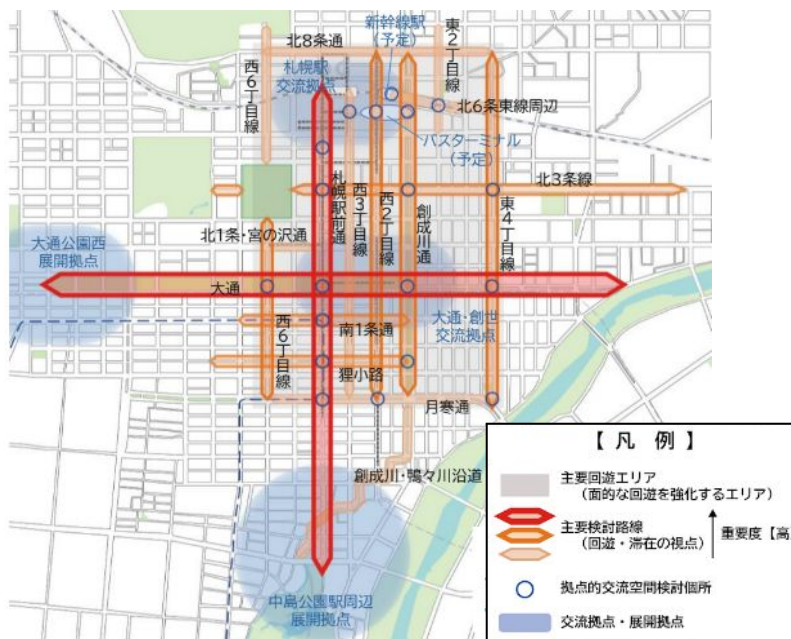 新幹線駅
(予定)
東2丁目線
北8条通
西6丁目線
札幌駅
交流拠点
北6条東線周辺
バスターミナル
(予定)
北3条線
札幌駅前通
西3丁目線
西2丁目線
創成川通
東4丁目線
北1条・宮の沢通
大通公園西
展開拠点
大通
大通・創世
交流拠点
南1条通
西6丁目線
狸小路
月寒通
創成川・鴨々川沿道
中島公園駅周辺
展開拠点
【 凡 例 】
主要回遊エリア
(面的な回遊を強化するエリア)
主要検討路線
(回遊・滞在の視点)
重要度【高
拠点的交流空間検討個所
交流拠点・展開拠点